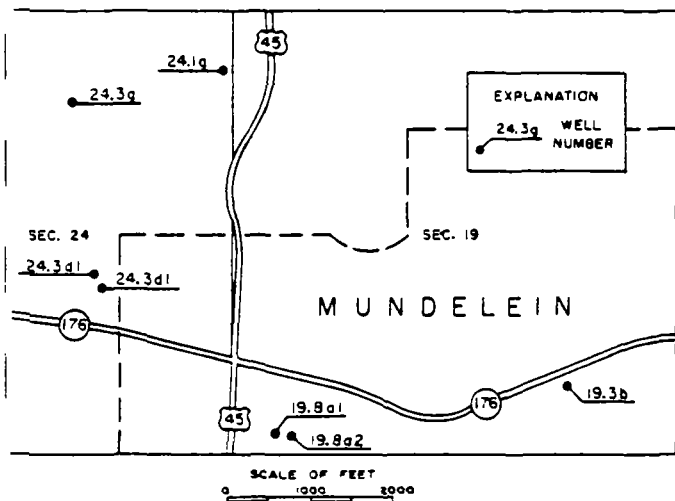 45
24.1g
24.3g
EXPLANATION
24.3g WELL
NUMBER
SEC. 24
SEC. 19
24.3d1
24.3d1
MUNDELEIN
176
176
19.3b
45
19.8a1
19.8a2
SCALE OF FEET
0 1000 2000